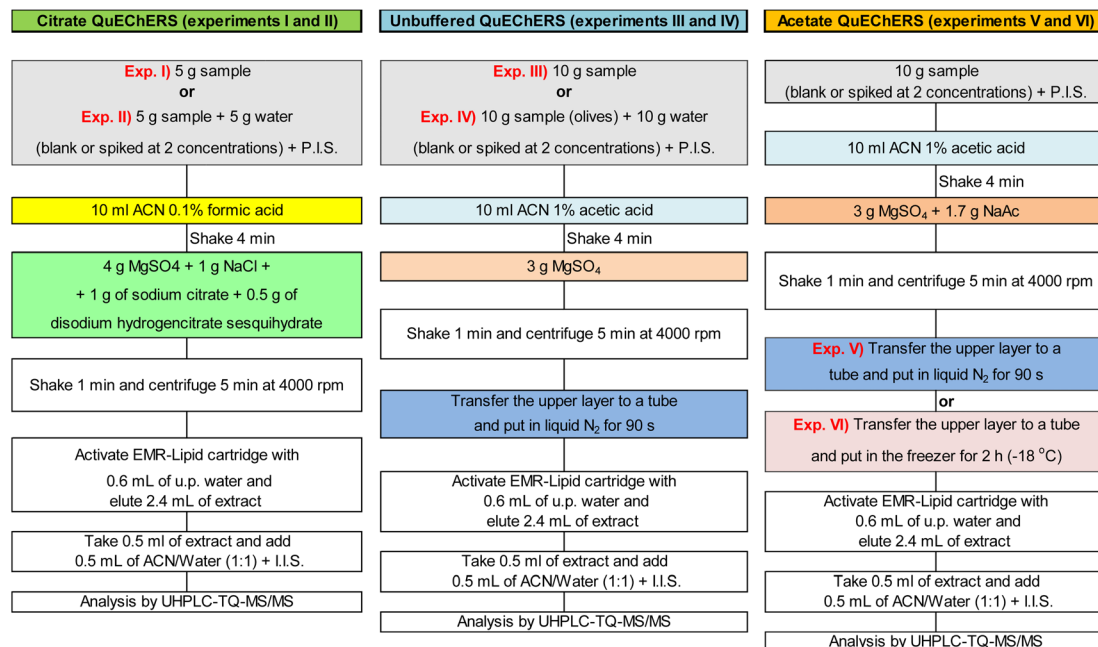 Citrate QuEChERS (experiments I and II)
Exp. I) 5 g sample
or
Exp. II) 5 g sample + 5 g water
(blank or spiked at 2 concentrations) + P.I.S.
10 ml ACN 0.1% formic acid
Shake 4 min
4 g MgSO4 + 1 g NaCl +
+ 1 g of sodium citrate + 0.5 g of
disodium hydrogencitrate sesquihydrate
Shake 1 min and centrifuge 5 min at 4000 rpm
Activate EMR-Lipid cartridge with
0.6 mL of u.p. water and
elute 2.4 mL of extract
Take 0.5 ml of extract and add
0.5 mL of ACN/Water (1:1) + I.I.S.
Analysis by UHPLC-TQ-MS/MS
Unbuffered QuEChERS (experiments III and IV)
Exp. III) 10 g sample
or
Exp. IV) 10 g sample (olives) + 10 g water
(blank or spiked at 2 concentrations) + P.I.S.
10 ml ACN 1% acetic acid
Shake 4 min
3 g MgSO₄
Shake 1 min and centrifuge 5 min at 4000 rpm
Transfer the upper layer to a tube
and put in liquid N₂ for 90 s
Activate EMR-Lipid cartridge with
0.6 mL of u.p. water and
elute 2.4 mL of extract
Take 0.5 ml of extract and add
0.5 mL of ACN/Water (1:1) + I.I.S.
Analysis by UHPLC-TQ-MS/MS
Acetate QuEChERS (experiments V and VI)
10 g sample
(blank or spiked at 2 concentrations) + P.I.S.
10 ml ACN 1% acetic acid
Shake 4 min
3 g MgSO₄ + 1.7 g NaAc
Shake 1 min and centrifuge 5 min at 4000 rpm
Exp. V) Transfer the upper layer to a
tube and put in liquid N₂ for 90 s
or
Exp. VI) Transfer the upper layer to a tube
and put in the freezer for 2 h (-18 °C)
Activate EMR-Lipid cartridge with
0.6 mL of u.p. water and
elute 2.4 mL of extract
Take 0.5 ml of extract and add
0.5 mL of ACN/Water (1:1) + I.I.S.
Analysis by UHPLC-TQ-MS/MS